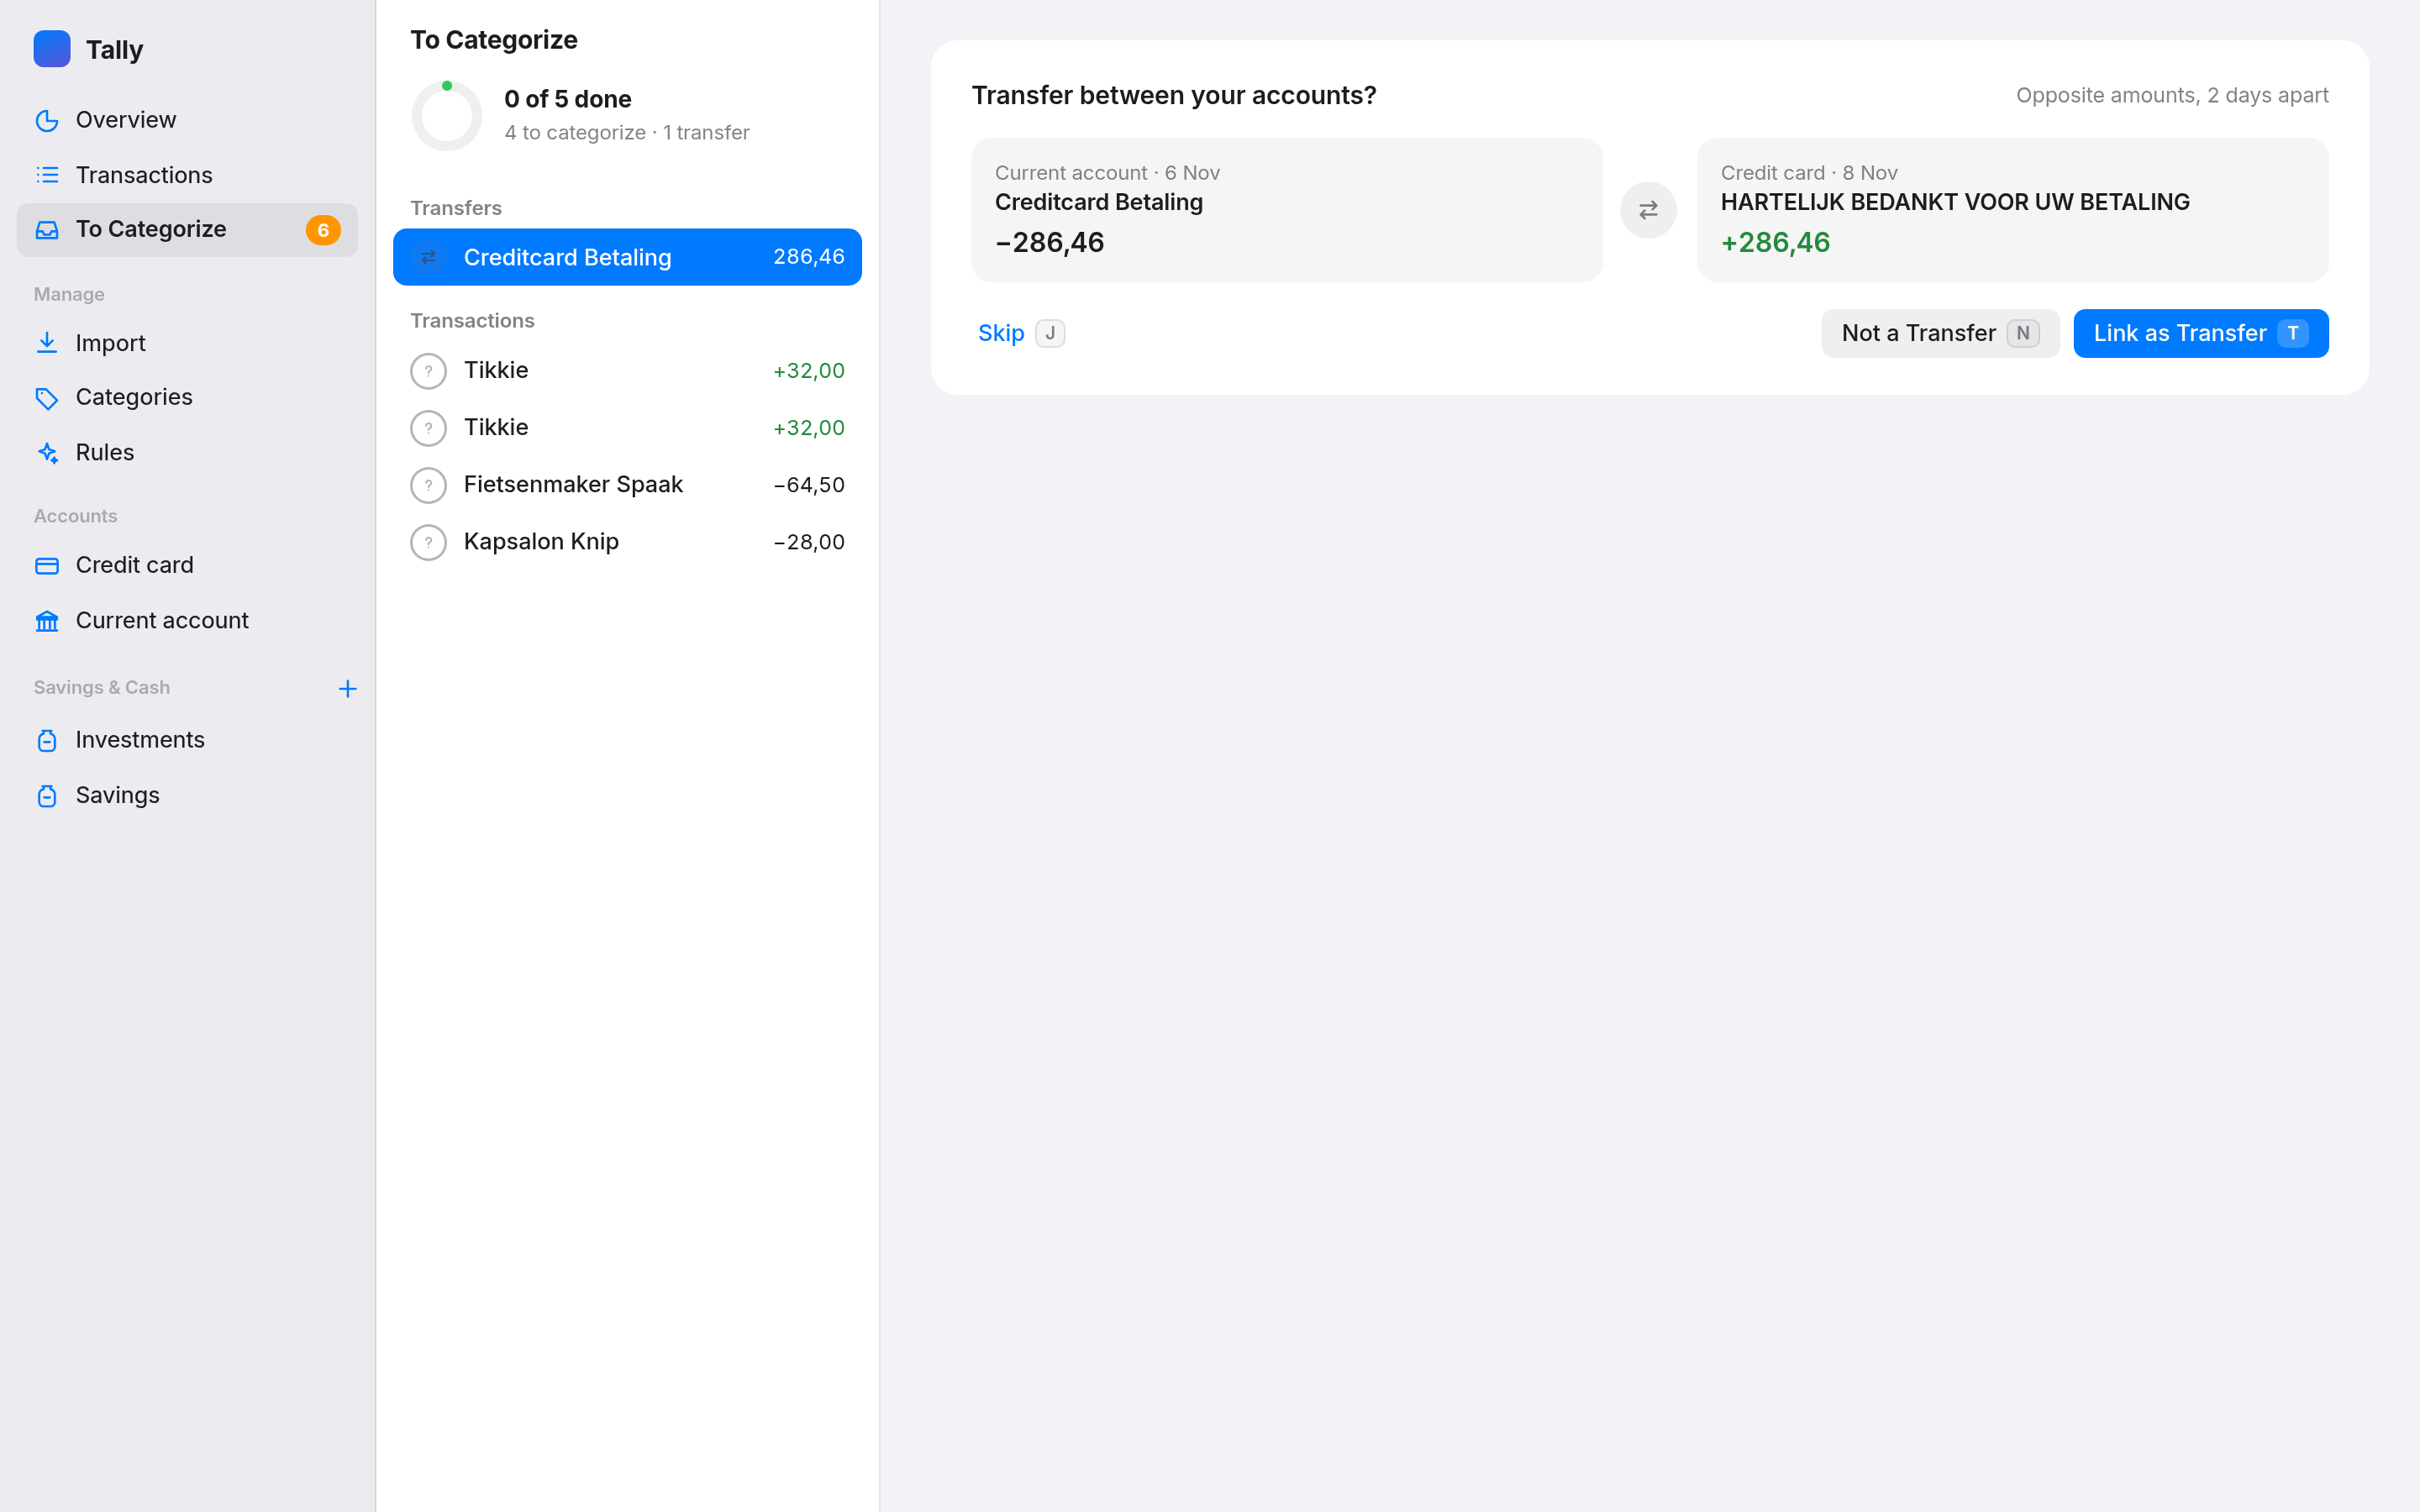 Tally
Overview
Transactions
To Categorize 6
Manage
Import
Categories
Rules
Accounts
Credit card
Current account
Savings & Cash
Investments
Savings
To Categorize
0 of 5 done
4 to categorize · 1 transfer
Transfers
Creditcard Betaling 286,46
Transactions
? Tikkie +32,00
? Tikkie +32,00
? Fietsenmaker Spaak −64,50
? Kapsalon Knip −28,00
Transfer between your accounts? Opposite amounts, 2 days apart
Current account · 6 Nov
Creditcard Betaling
−286,46
Credit card · 8 Nov
HARTELIJK BEDANKT VOOR UW BETALING
+286,46
Skip J Not a Transfer N Link as Transfer T